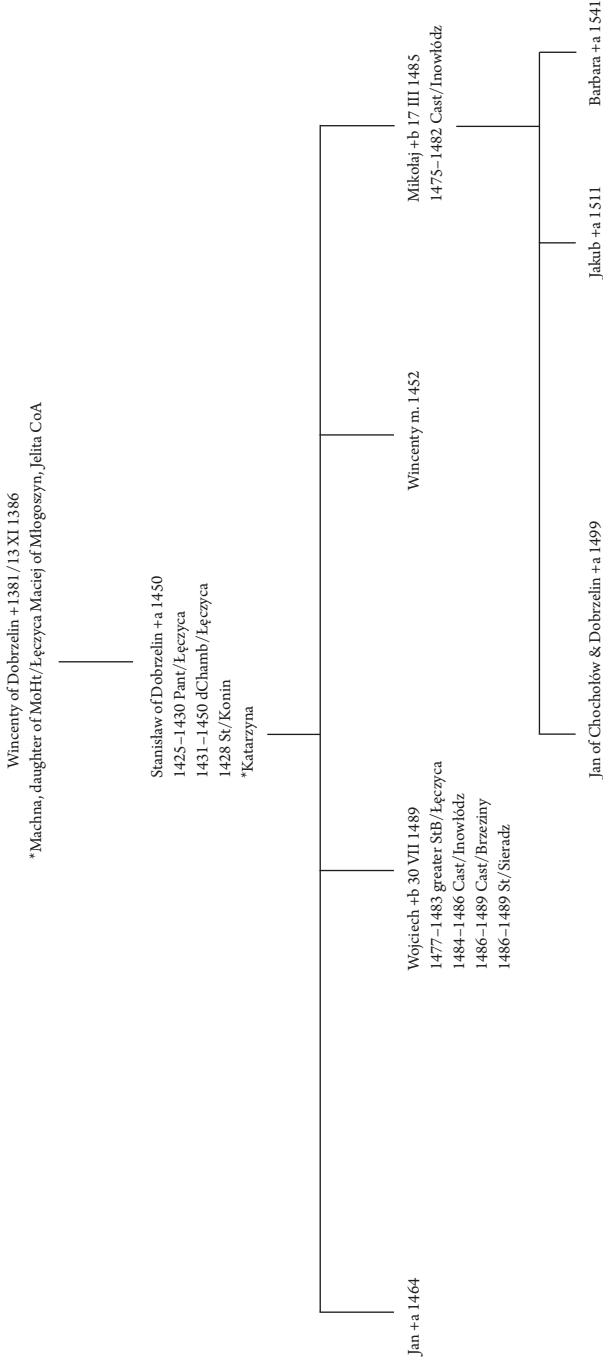 Wincenty of Dobrzelin +1381/13 XI 1386
*Machna, daughter of MoHt/Łęczyca Maciej of Młogoszyn, Jelita CoA
Stanisław of Dobrzelin +a 1450
1425–1430 Pant/Łęczyca
1431–1450 dChamb/Łęczyca
1428 St/Konin
*Katarzyna
Jan +a 1464
Wojciech +b 30 VII 1489
1477–1483 greater StB/Łęczyca
1484–1486 Cast/Inowłódz
1486–1489 Cast/Brzeziny
1486–1489 St/Sieradz
Wincenty m. 1452
Mikołaj +b 17 III 1485
1475–1482 Cast/Inowłódz
Jan of Chochołów & Dobrzelin +a 1499
Jakub +a 1511
Barbara +a 1541